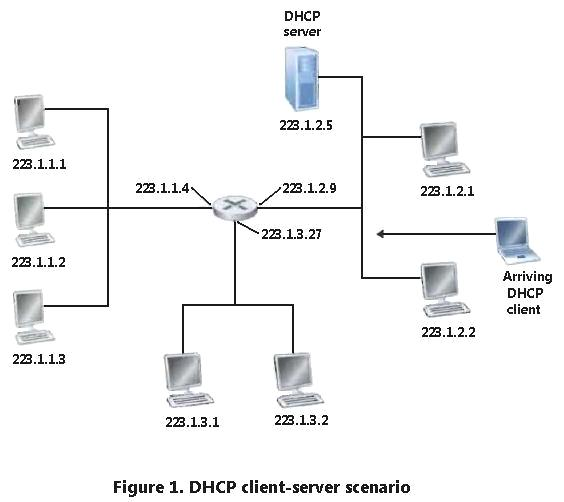 DHCP
server
223.1.2.5
223.1.1.1
223.1.2.1
223.1.1.4
223.1.2.9
223.1.3.27
223.1.1.2
Arriving
DHCP
client
223.1.2.2
223.1.1.3
223.1.3.1
223.1.3.2
Figure 1. DHCP client-server scenario